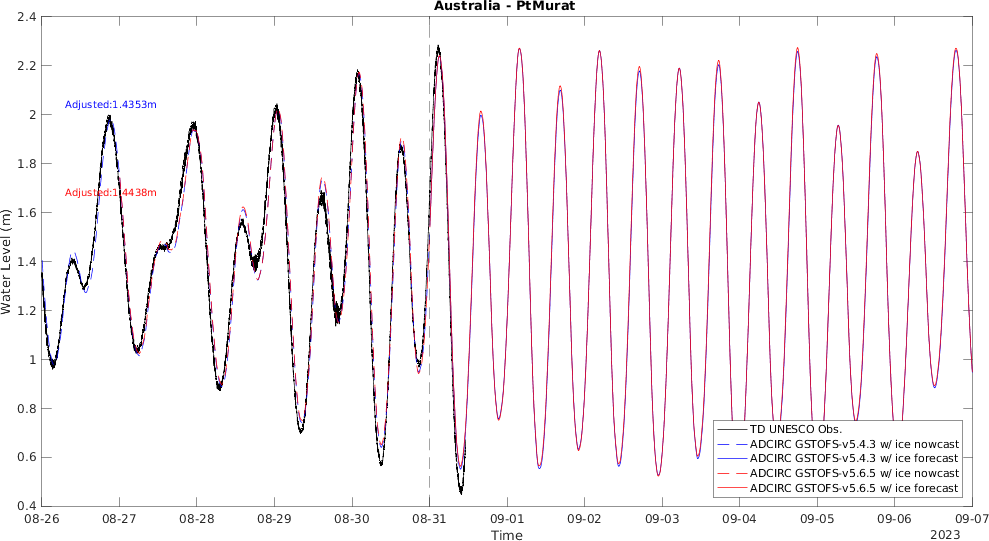 Australia - PtMurat
2.4
2.2
2
1.8
1.6
1.4
1.2
1
0.8
0.6
0.4
Water Level (m)
Adjusted:1.4353m
Adjusted:1.4438m
TD UNESCO Obs.
ADCIRC GSTOFS-v5.4.3 w/ ice nowcast
ADCIRC GSTOFS-v5.4.3 w/ ice forecast
ADCIRC GSTOFS-v5.6.5 w/ ice nowcast
ADCIRC GSTOFS-v5.6.5 w/ ice forecast
08-26 08-27 08-28 08-29 08-30 08-31 09-01 09-02 09-03 09-04 09-05 09-06 09-07
Time
2023